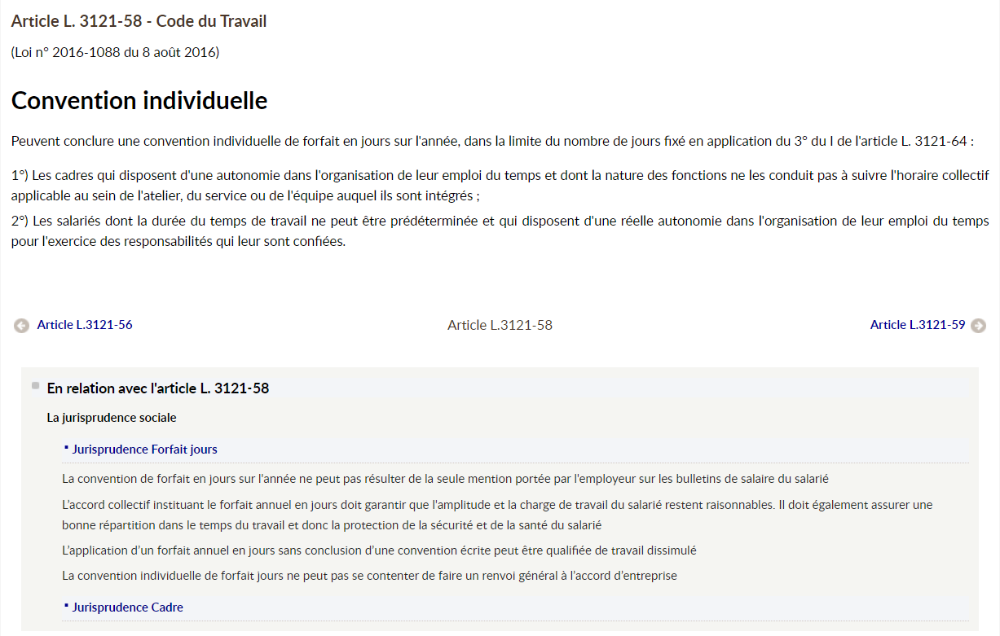 Article L. 3121-58 - Code du Travail
(Loi n° 2016-1088 du 8 août 2016)
Convention individuelle
Peuvent conclure une convention individuelle de forfait en jours sur l'année, dans la limite du nombre de jours fixé en application du 3° du I de l'article L. 3121-64 :
1°) Les cadres qui disposent d'une autonomie dans l'organisation de leur emploi du temps et dont la nature des fonctions ne les conduit pas à suivre l'horaire collectif
applicable au sein de l'atelier, du service ou de l'équipe auquel ils sont intégrés ;
2°) Les salariés dont la durée du temps de travail ne peut être prédéterminée et qui disposent d'une réelle autonomie dans l'organisation de leur emploi du temps
pour l'exercice des responsabilités qui leur sont confiées.
Article L.3121-56
Article L.3121-58
Article L.3121-59
En relation avec l'article L. 3121-58
La jurisprudence sociale
Jurisprudence Forfait jours
La convention de forfait en jours sur l'année ne peut pas résulter de la seule mention portée par l'employeur sur les bulletins de salaire du salarié
L’accord collectif instituant le forfait annuel en jours doit garantir que l'amplitude et la charge de travail du salarié restent raisonnables. Il doit également assurer une
bonne répartition dans le temps du travail et donc la protection de la sécurité et de la santé du salarié
L’application d’un forfait annuel en jours sans conclusion d’une convention écrite peut être qualifiée de travail dissimulé
La convention individuelle de forfait jours ne peut pas se contenter de faire un renvoi général à l’accord d’entreprise
Jurisprudence Cadre